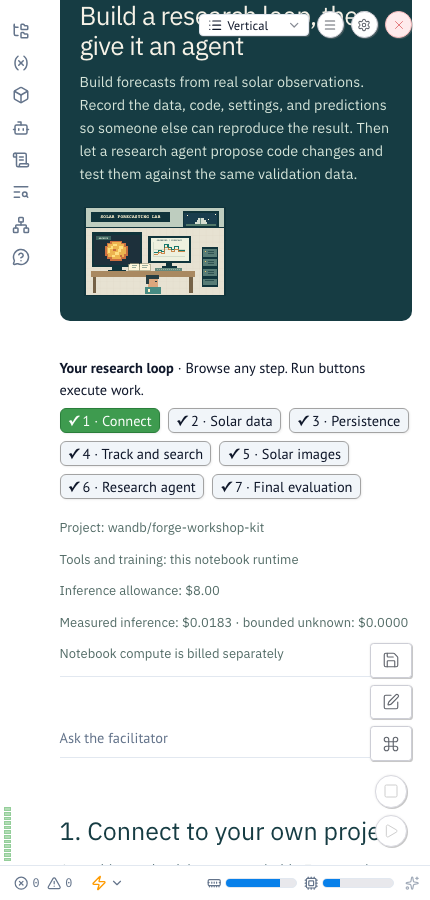 Build a research loop, the
give it an agent
Vertical
Build forecasts from real solar observations.
Record the data, code, settings, and predictions
so someone else can reproduce the result. Then
let a research agent propose code changes and
test them against the same validation data.
SOLAR FORECASTING LAB
Your research loop · Browse any step. Run buttons
execute work.
✓ 1 · Connect
✓ 2 · Solar data
✓ 3 · Persistence
✓ 4 · Track and search
✓ 5 · Solar images
✓ 6 · Research agent
✓ 7 · Final evaluation
Project: wandb/forge-workshop-kit
Tools and training: this notebook runtime
Inference allowance: $8.00
Measured inference: $0.0183 · bounded unknown: $0.0000
Notebook compute is billed separately
Ask the facilitator
1. Connect to your own proje
0
0